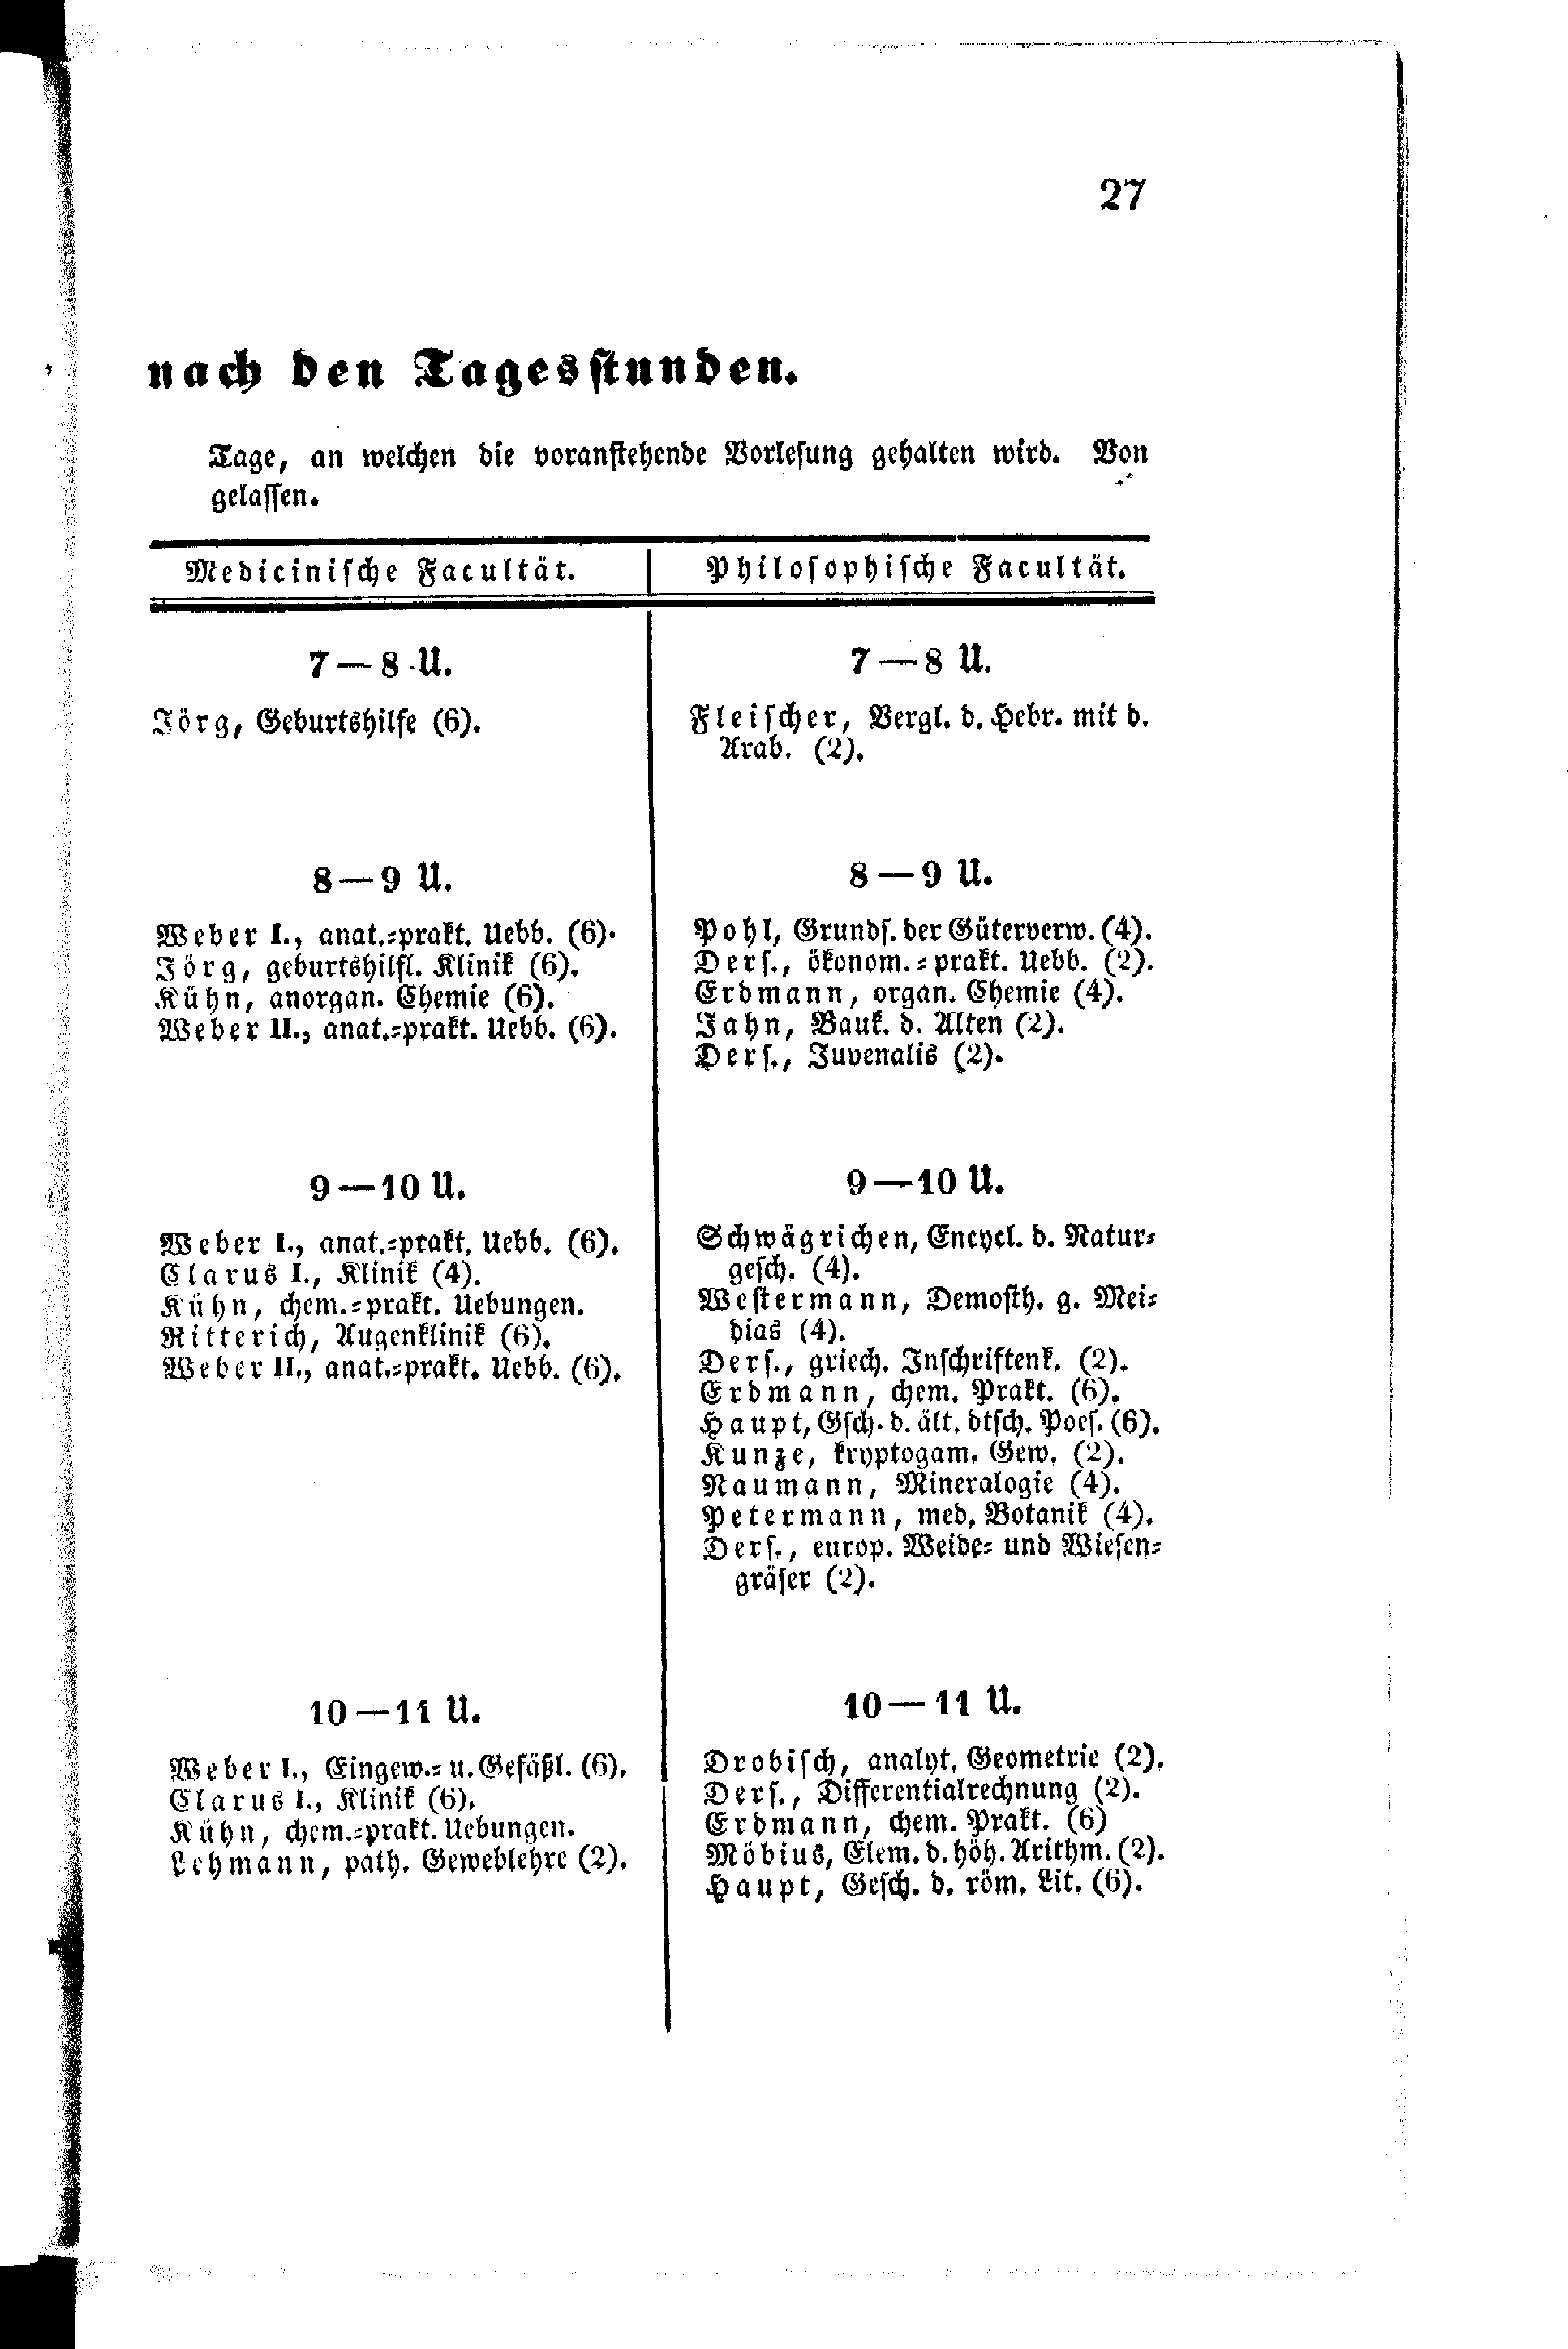 27
nach den Tagesstunden.
Tage, an welchen die voranstehende Vorlesung gehalten wird. Von
gelassen.
Medicinische Facultät.
7—8 U.
Jörg, Geburtshilfe (6).
8—9 U.
Weber I., anat.=prakt. Uebb. (6).
Jörg, geburtshilfl. Klinik (6).
Kühn, anorgan. Chemie (6).
Weber II., anat.=prakt. Uebb. (6).
9—10 U.
Weber I., anat.=prakt. Uebb. (6).
Clarus I., Klinik (4).
Kühn, chem.=prakt. Uebungen.
Ritterich, Augenklinik (6).
Weber II., anat.=prakt. Uebb. (6).
10—11 U.
Weber I., Eingew.= u. Gefäßl. (6).
Clarus I., Klinik (6).
Kühn, chem.=prakt. Uebungen.
Lehmann, path. Geweblehre (2).
Philosophische Facultät.
7—8 U.
Fleischer, Vergl. d. Hebr. mit d.
Arab. (2).
8—9 U.
Pohl, Grunds. der Güterverw. (4).
Ders., ökonom.=prakt. Uebb. (2).
Erdmann, organ. Chemie (4).
Jahn, Bauk. d. Alten (2).
Ders., Juvenalis (2).
9—10 U.
Schwägrichen, Encycl. d. Natur=
gesch. (4).
Westermann, Demosth. g. Mei=
dias (4).
Ders., griech. Inschriftenk. (2).
Erdmann, chem. Prakt. (6).
Haupt, Gsch. d. ält. dtsch. Poes. (6).
Kunze, kryptogam. Gew. (2).
Naumann, Mineralogie (4).
Petermann, med. Botanik (4).
Ders., europ. Weide= und Wiesen=
gräser (2).
10—11 U.
Drobisch, analyt. Geometrie (2).
Ders., Differentialrechnung (2).
Erdmann, chem. Prakt. (6)
Möbius, Elem. d. höh. Arithm. (2).
Haupt, Gesch. d. röm. Lit. (6).